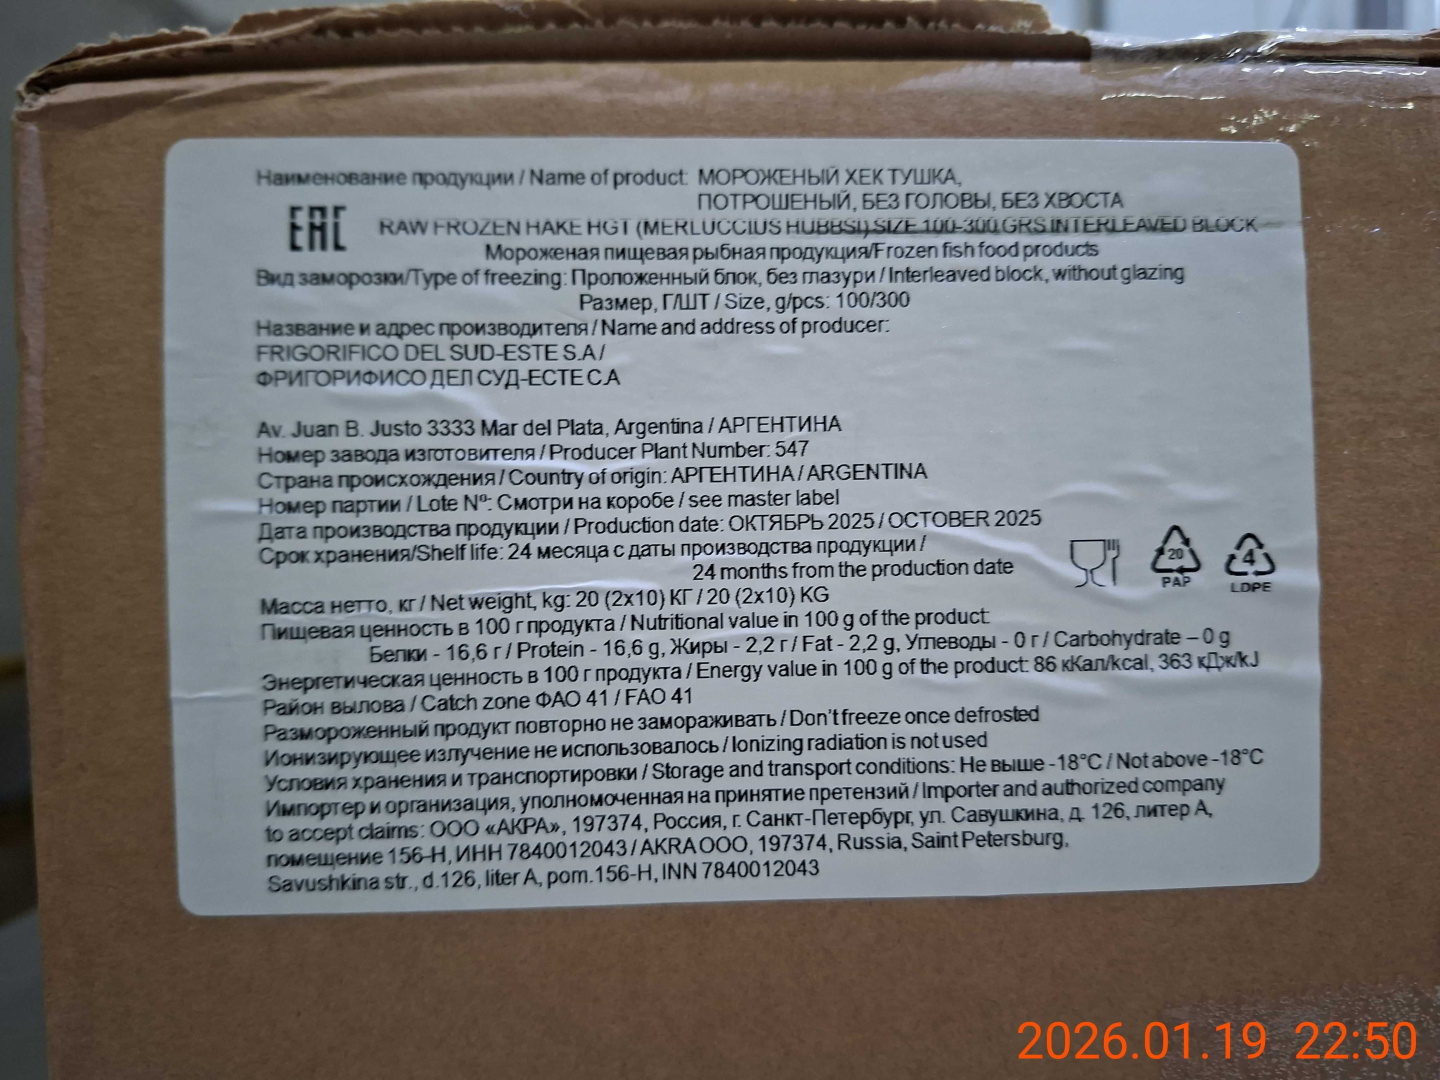 Наименование продукции / Name of product: МОРОЖЕНЫЙ ХЕК ТУШКА,
ПОТРОШЕНЫЙ, БЕЗ ГОЛОВЫ, БЕЗ ХВОСТА
EAC
RAW FROZEN HAKE HGT (MERLUCCIUS HUBBSI) SIZE 100-300 GRS INTERLEAVED BLOCK
Мороженая пищевая рыбная продукция/Frozen fish food products
Вид заморозки/Type of freezing: Проложенный блок, без глазури / Interleaved block, without glazing
Размер, Г/ШТ / Size, g/pcs: 100/300
Название и адрес производителя / Name and address of producer:
FRIGORIFICO DEL SUD-ESTE S.A /
ФРИГОРИФИСО ДЕЛ СУД-ЕСТЕ С.А
Av. Juan B. Justo 3333 Mar del Plata, Argentina / АРГЕНТИНА
Номер завода изготовителя / Producer Plant Number: 547
Страна происхождения / Country of origin: АРГЕНТИНА / ARGENTINA
Номер партии / Lote Nº: Смотри на коробе / see master label
Дата производства продукции / Production date: ОКТЯБРЬ 2025 / OCTOBER 2025
Срок хранения/Shelf life: 24 месяца с даты производства продукции /
24 months from the production date
20
PAP
4
LDPE
Масса нетто, кг / Net weight, kg: 20 (2x10) КГ / 20 (2x10) KG
Пищевая ценность в 100 г продукта / Nutritional value in 100 g of the product:
Белки - 16,6 г / Protein - 16,6 g, Жиры - 2,2 г / Fat - 2,2 g, Углеводы - 0 г / Carbohydrate – 0 g
Энергетическая ценность в 100 г продукта / Energy value in 100 g of the product: 86 кКал/kcal, 363 кДж/kJ
Район вылова / Catch zone ФАО 41 / FAO 41
Размороженный продукт повторно не замораживать / Don't freeze once defrosted
Ионизирующее излучение не использовалось / Ionizing radiation is not used
Условия хранения и транспортировки / Storage and transport conditions: Не выше -18°С / Not above -18°C
Импортер и организация, уполномоченная на принятие претензий / Importer and authorized company
to accept claims: ООО «АКРА», 197374, Россия, г. Санкт-Петербург, ул. Савушкина, д. 126, литер А,
помещение 156-Н, ИНН 7840012043 / AKRA OOO, 197374, Russia, Saint Petersburg,
Savushkina str., d.126, liter A, pom.156-H, INN 7840012043
2026.01.19 22:50